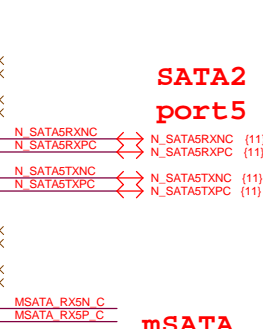 SATA2
port5
N_SATA5RXNC N_SATA5RXNC {11}
N_SATA5RXPC N_SATA5RXPC {11}
N_SATA5TXNC N_SATA5TXNC {11}
N_SATA5TXPC N_SATA5TXPC {11}
MSATA_RX5N_C
MSATA_RX5P_C
mSATA